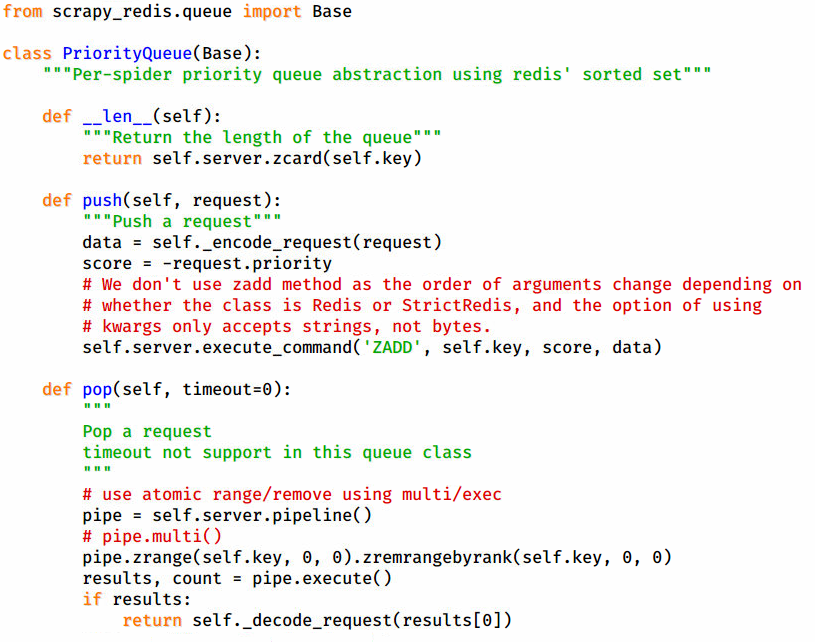 from scrapy_redis.queue import Base
class PriorityQueue(Base):
    """Per-spider priority queue abstraction using redis' sorted set"""
    def __len__(self):
        """Return the length of the queue"""
        return self.server.zcard(self.key)
    def push(self, request):
        """Push a request"""
        data = self._encode_request(request)
        score = -request.priority
        # We don't use zadd method as the order of arguments change depending on
        # whether the class is Redis or StrictRedis, and the option of using
        # kwargs only accepts strings, not bytes.
        self.server.execute_command('ZADD', self.key, score, data)
    def pop(self, timeout=0):
        """
        Pop a request
        timeout not support in this queue class
        """
        # use atomic range/remove using multi/exec
        pipe = self.server.pipeline()
        # pipe.multi()
        pipe.zrange(self.key, 0, 0).zremrangebyrank(self.key, 0, 0)
        results, count = pipe.execute()
        if results:
            return self._decode_request(results[0])